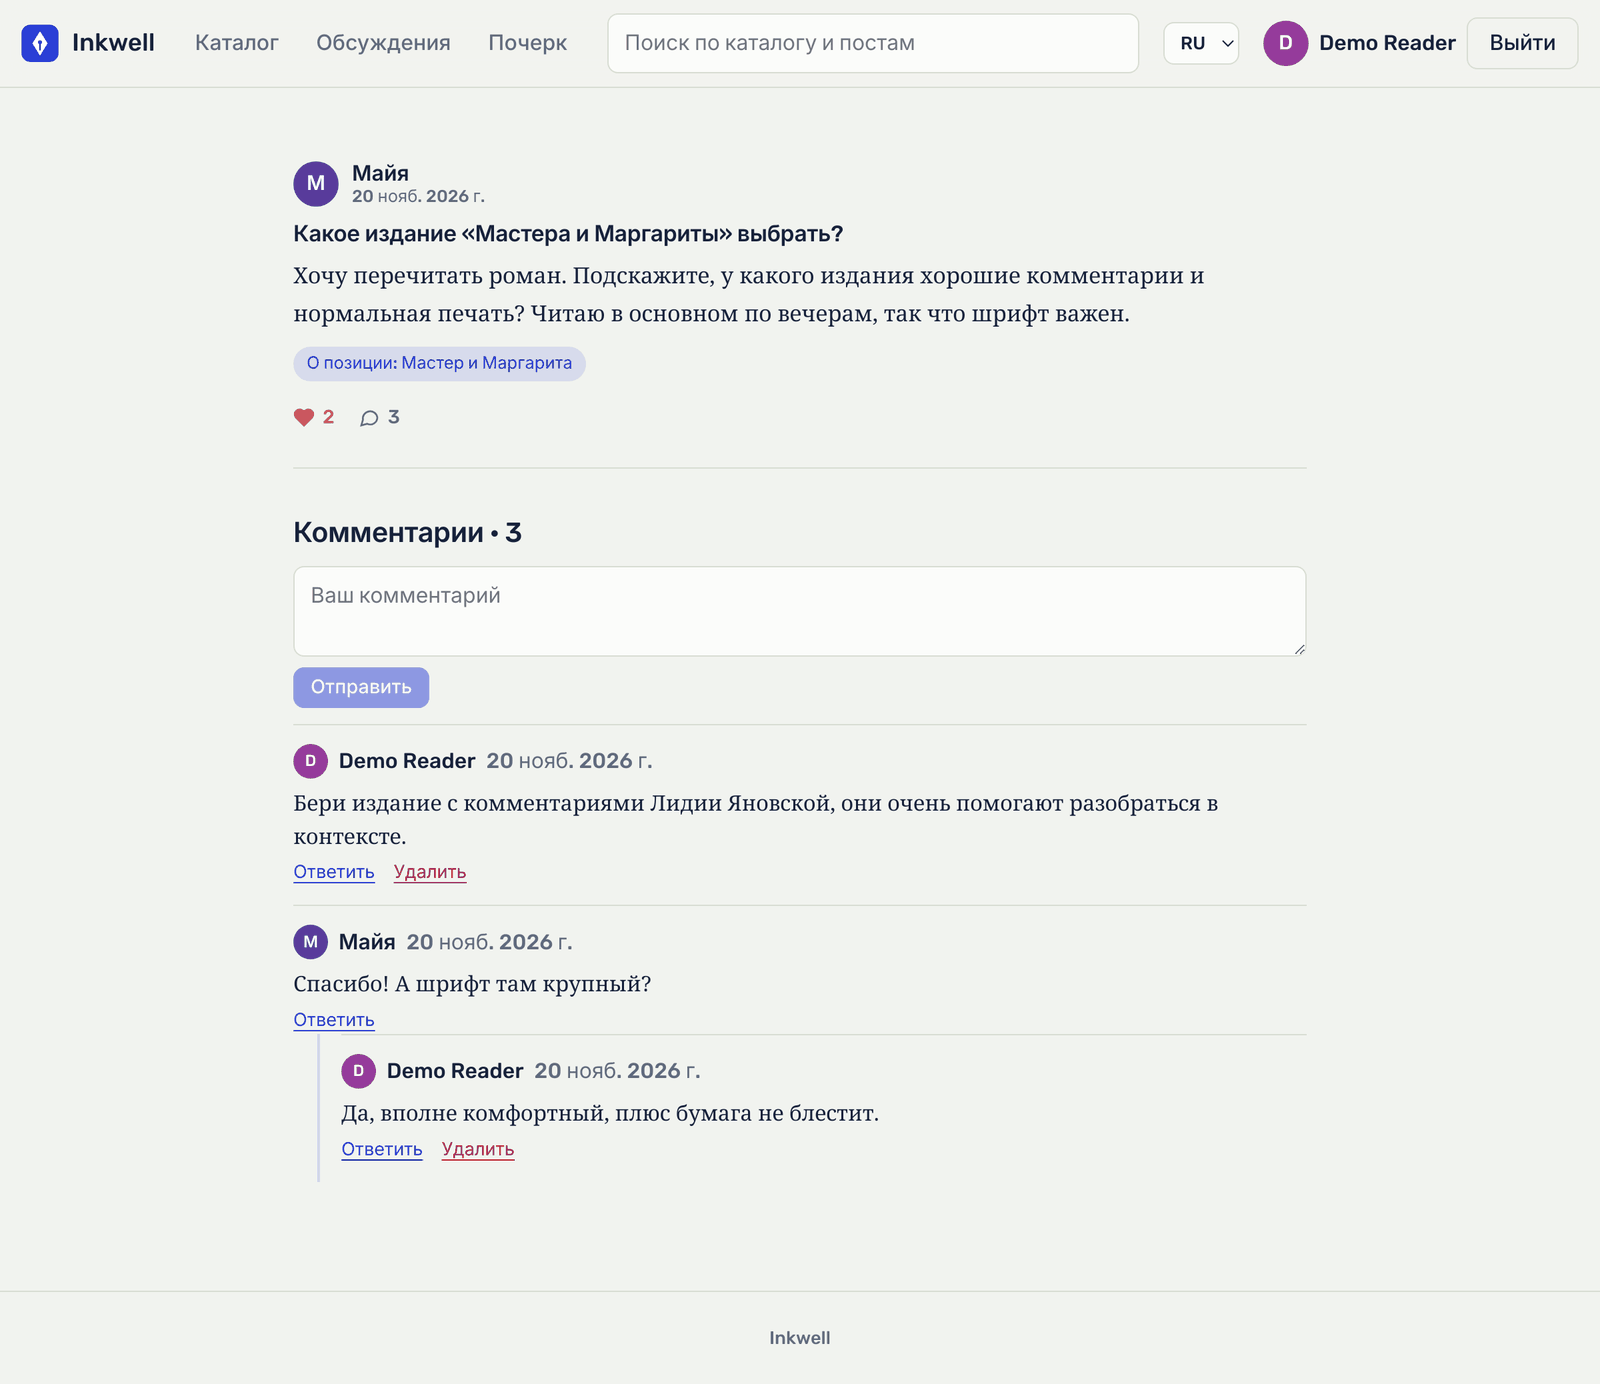 Inkwell Каталог Обсуждения Почерк Поиск по каталогу и постам RU D Demo Reader Выйти
M Майя
20 нояб. 2026 г.
Какое издание «Мастера и Маргариты» выбрать?
Хочу перечитать роман. Подскажите, у какого издания хорошие комментарии и
нормальная печать? Читаю в основном по вечерам, так что шрифт важен.
О позиции: Мастер и Маргарита
2 3
Комментарии • 3
Ваш комментарий
Отправить
D Demo Reader 20 нояб. 2026 г.
Бери издание с комментариями Лидии Яновской, они очень помогают разобраться в
контексте.
Ответить Удалить
M Майя 20 нояб. 2026 г.
Спасибо! А шрифт там крупный?
Ответить
D Demo Reader 20 нояб. 2026 г.
Да, вполне комфортный, плюс бумага не блестит.
Ответить Удалить
Inkwell